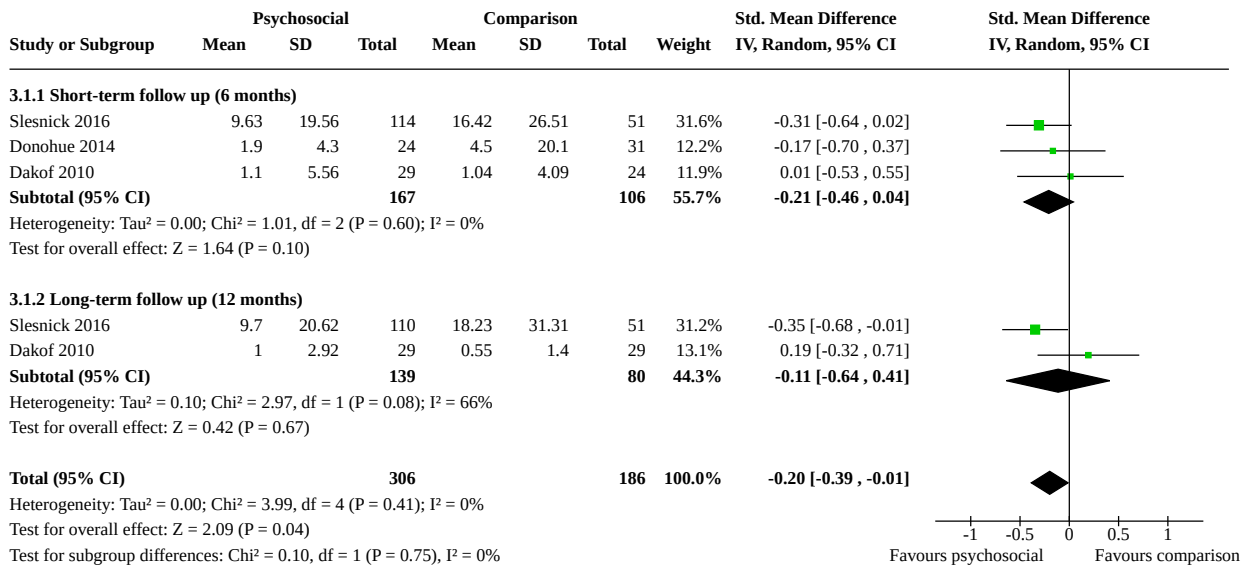 Psychosocial Comparison Std. Mean Difference Std. Mean Difference
Study or Subgroup Mean SD Total Mean SD Total Weight IV, Random, 95% CI IV, Random, 95% CI
3.1.1 Short-term follow up (6 months)
Slesnick 2016 9.63 19.56 114 16.42 26.51 51 31.6% -0.31 [-0.64 , 0.02]
Donohue 2014 1.9 4.3 24 4.5 20.1 31 12.2% -0.17 [-0.70 , 0.37]
Dakof 2010 1.1 5.56 29 1.04 4.09 24 11.9% 0.01 [-0.53 , 0.55]
Subtotal (95% CI) 167 106 55.7% -0.21 [-0.46 , 0.04]
Heterogeneity: Tau² = 0.00; Chi² = 1.01, df = 2 (P = 0.60); I² = 0%
Test for overall effect: Z = 1.64 (P = 0.10)
3.1.2 Long-term follow up (12 months)
Slesnick 2016 9.7 20.62 110 18.23 31.31 51 31.2% -0.35 [-0.68 , -0.01]
Dakof 2010 1 2.92 29 0.55 1.4 29 13.1% 0.19 [-0.32 , 0.71]
Subtotal (95% CI) 139 80 44.3% -0.11 [-0.64 , 0.41]
Heterogeneity: Tau² = 0.10; Chi² = 2.97, df = 1 (P = 0.08); I² = 66%
Test for overall effect: Z = 0.42 (P = 0.67)
Total (95% CI) 306 186 100.0% -0.20 [-0.39 , -0.01]
Heterogeneity: Tau² = 0.00; Chi² = 3.99, df = 4 (P = 0.41); I² = 0%
Test for overall effect: Z = 2.09 (P = 0.04)
-1 -0.5 0 0.5 1
Test for subgroup differences: Chi² = 0.10, df = 1 (P = 0.75), I² = 0% Favours psychosocial Favours comparison